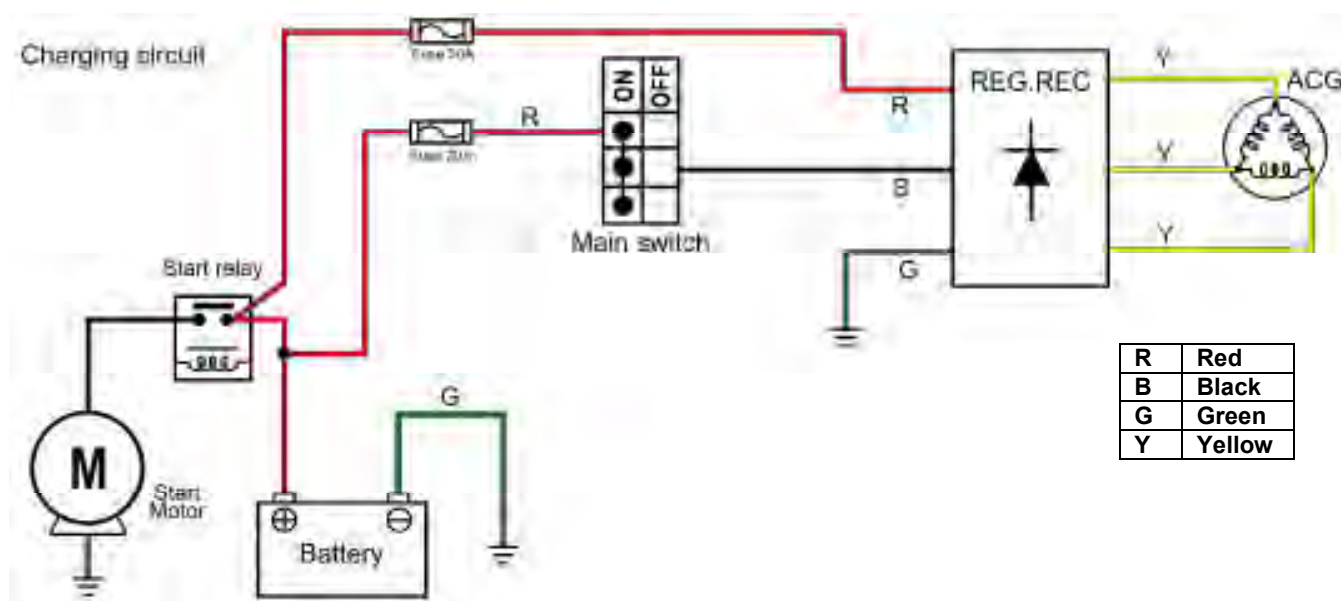 Charging circuit
ON
OFF
R
R
B
G
Main switch
REG.REC
Y
Y
Y
ACG
Start relay
M
Start
Motor
G
Battery
R Red
B Black
G Green
Y Yellow